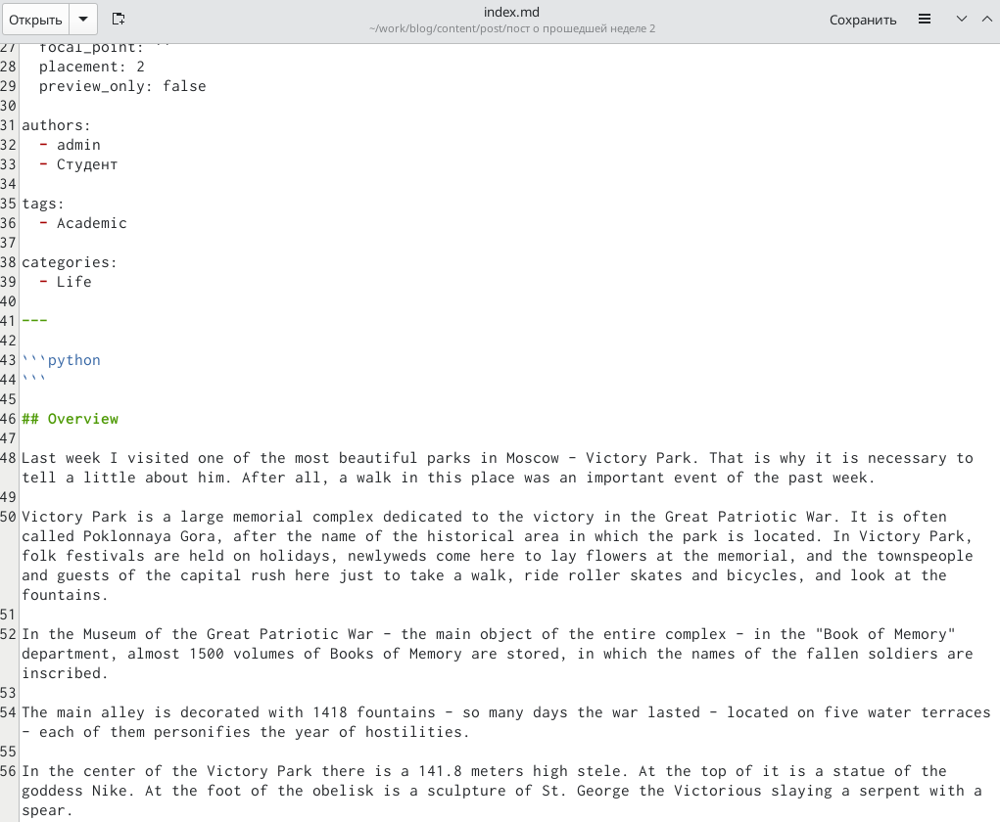 Открыть
index.md
~/work/blog/content/post/пост о прошедшей неделе 2
Сохранить
27 focal_point: ''
28 placement: 2
29 preview_only: false
30
31 authors:
32 - admin
33 - Студент
34
35 tags:
36 - Academic
37
38 categories:
39 - Life
40
41 ---
42
43 ```python
44 ```
45
46 ## Overview
47
48 Last week I visited one of the most beautiful parks in Moscow - Victory Park. That is why it is necessary to
tell a little about him. After all, a walk in this place was an important event of the past week.
49
50 Victory Park is a large memorial complex dedicated to the victory in the Great Patriotic War. It is often
called Poklonnaya Gora, after the name of the historical area in which the park is located. In Victory Park,
folk festivals are held on holidays, newlyweds come here to lay flowers at the memorial, and the townspeople
and guests of the capital rush here just to take a walk, ride roller skates and bicycles, and look at the
fountains.
51
52 In the Museum of the Great Patriotic War - the main object of the entire complex - in the "Book of Memory"
department, almost 1500 volumes of Books of Memory are stored, in which the names of the fallen soldiers are
inscribed.
53
54 The main alley is decorated with 1418 fountains - so many days the war lasted - located on five water terraces
- each of them personifies the year of hostilities.
55
56 In the center of the Victory Park there is a 141.8 meters high stele. At the top of it is a statue of the
goddess Nike. At the foot of the obelisk is a sculpture of St. George the Victorious slaying a serpent with a
spear.